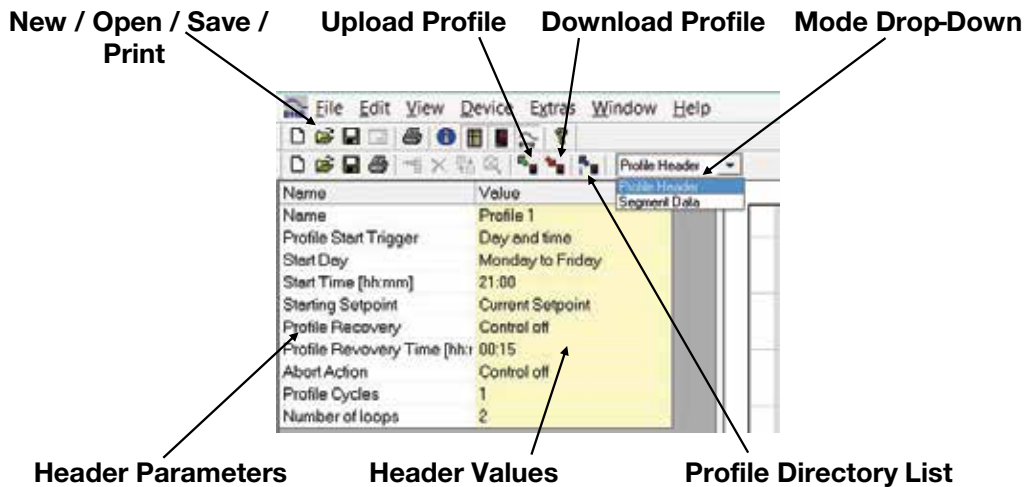 New / Open / Save /
Print
Upload Profile
Download Profile
Mode Drop-Down
File Edit View Device Extras Window Help
Profile Header
Profile Header
Segment Data
Name Value
Name Profile 1
Profile Start Trigger Day and time
Start Day Monday to Friday
Start Time [hh:mm] 21:00
Starting Setpoint Current Setpoint
Profile Recovery Control off
Profile Revovery Time [hh:r 00:15
Abort Action Control off
Profile Cycles 1
Number of loops 2
Header Parameters
Header Values
Profile Directory List